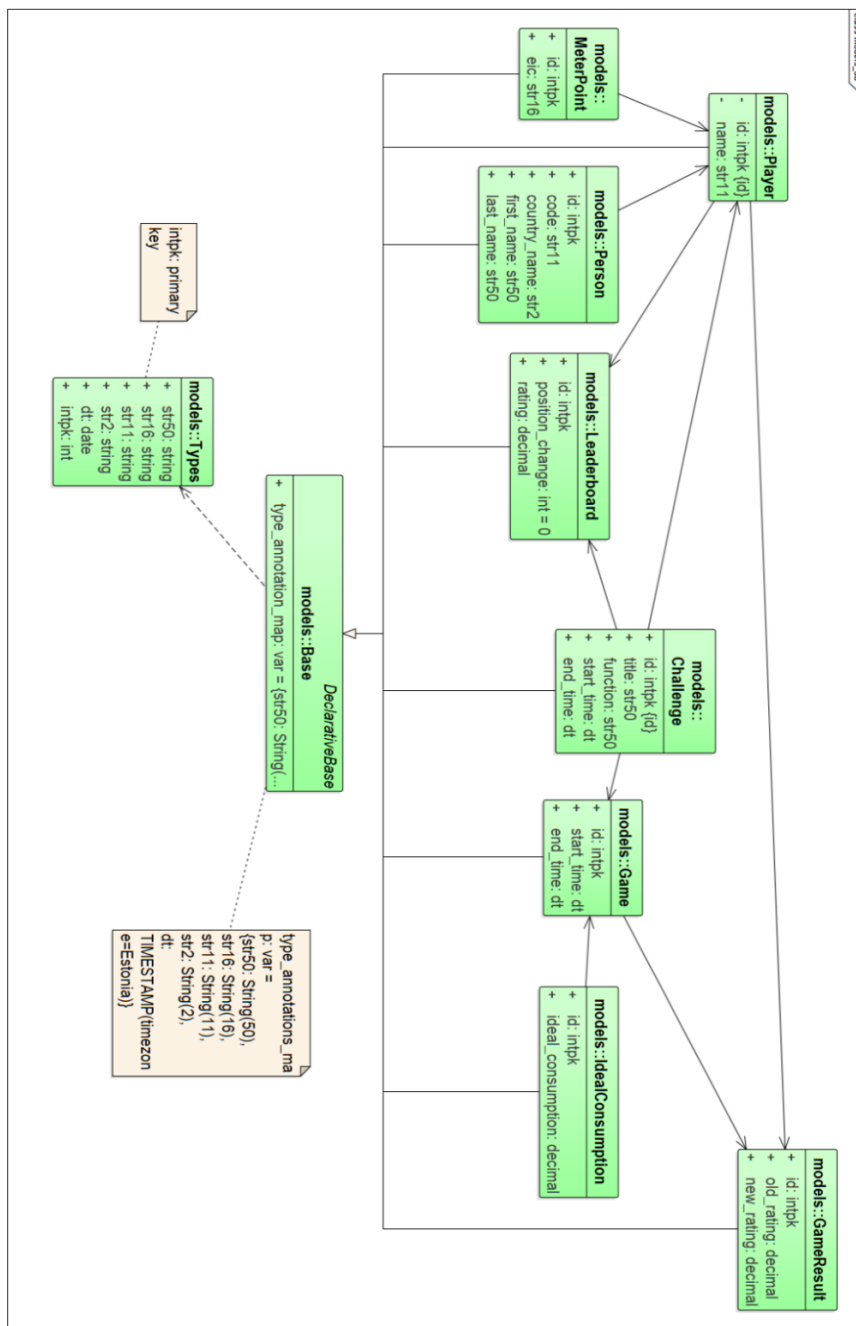 models::Player
- id: intpk {id}
- name: str11
models::
MeterPoint
+ id: intpk
+ eic: str16
models::Person
+ id: intpk
+ code: str11
+ country_name: str2
+ first_name: str50
+ last_name: str50
models::Leaderboard
+ id: intpk
+ position_change: int = 0
+ rating: decimal
models::
Challenge
+ id: intpk {id}
+ title: str50
+ function: str50
+ start_time: dt
+ end_time: dt
models::Game
+ id: intpk
+ start_time: dt
+ end_time: dt
models::IdealConsumption
+ id: intpk
+ ideal_consumption: decimal
models::GameResult
+ id: intpk
+ old_rating: decimal
+ new_rating: decimal
DeclarativeBase
models::Base
+ type_annotation_map: var = {str50: String(...
models::Types
+ str50: string
+ str16: string
+ str11: string
+ str2: string
+ dt: date
+ intpk: int
intpk: primary
key
type_annotations_ma
p: var =
{str50: String(50),
str16: String(16),
str11: String(11),
str2: String(2),
dt:
TIMESTAMP(timezon
e=Estonia)}